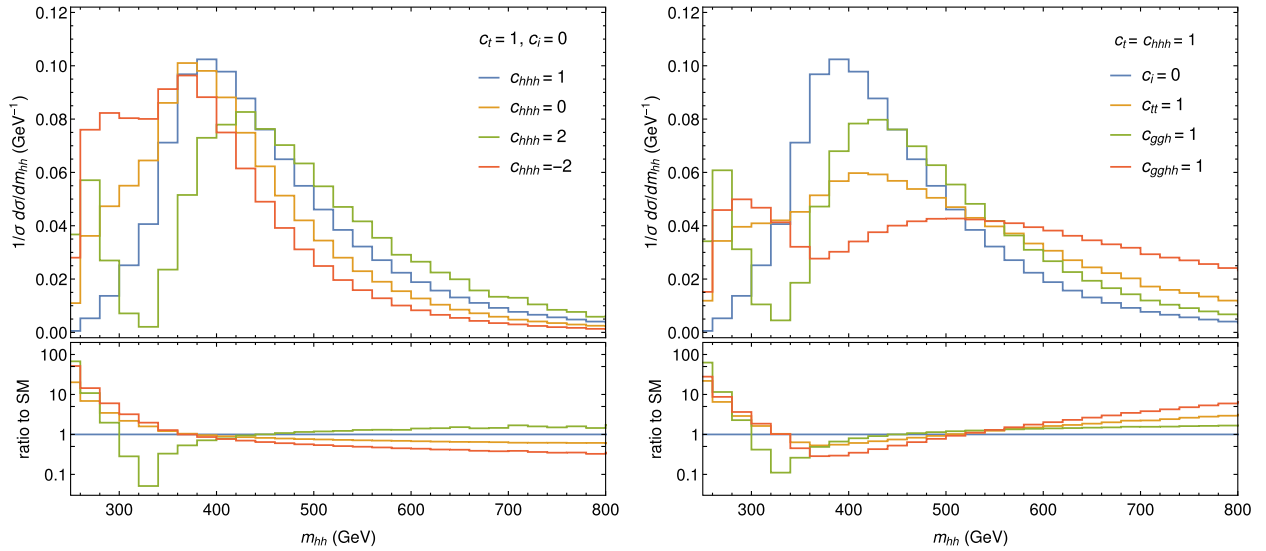 0.12
0.10
0.08
0.06
0.04
0.02
0.00
1/σ dσ/dm_hh (GeV⁻¹)
c_t = 1, c_i = 0
c_hhh = 1
c_hhh = 0
c_hhh = 2
c_hhh = -2
100
10
1
0.1
ratio to SM
300 400 500 600 700 800
m_hh (GeV)
0.12
0.10
0.08
0.06
0.04
0.02
0.00
1/σ dσ/dm_hh (GeV⁻¹)
c_t = c_hhh = 1
c_i = 0
c_tt = 1
c_ggh = 1
c_gghh = 1
100
10
1
0.1
ratio to SM
300 400 500 600 700 800
m_hh (GeV)